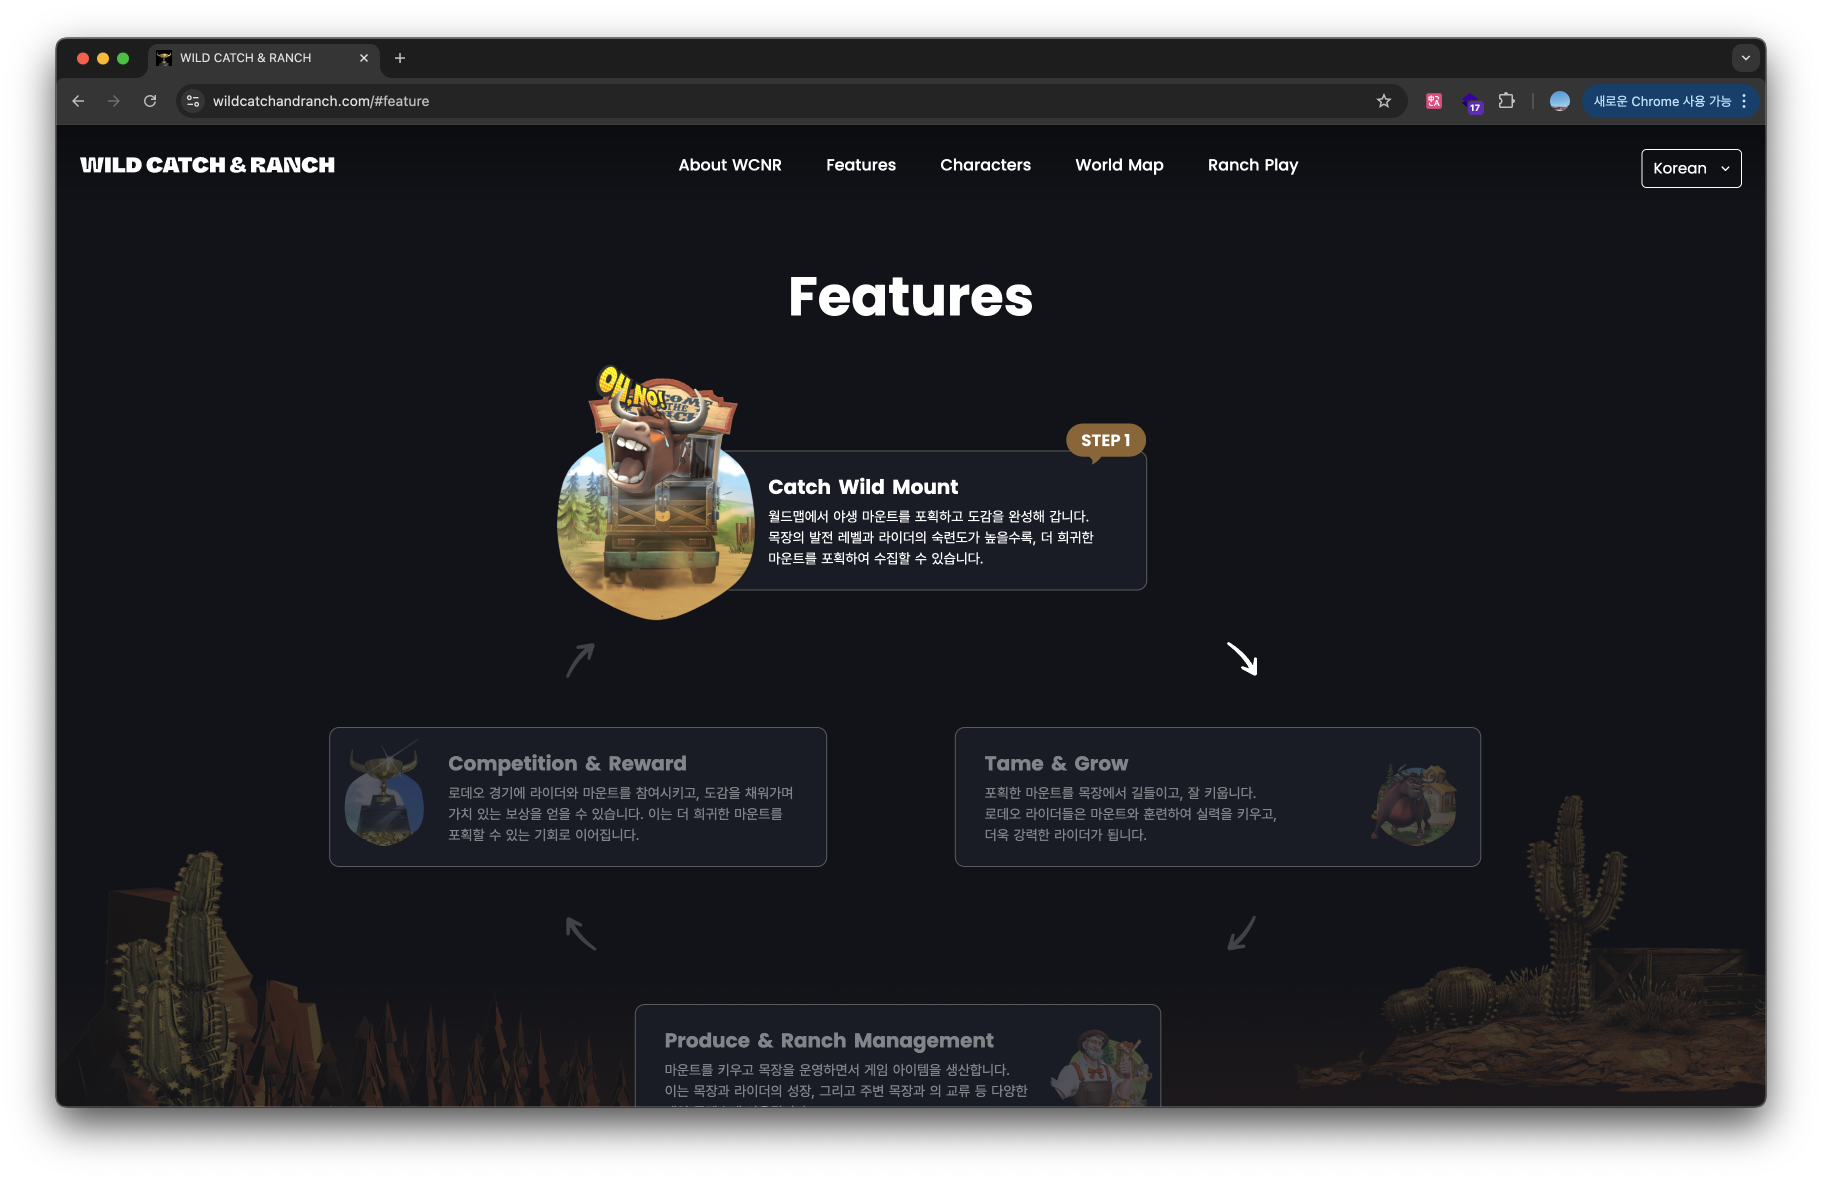 WILD CATCH & RANCH
wildcatchandranch.com/#feature
17
새로운 Chrome 사용 가능
WILD CATCH & RANCH
About WCNR
Features
Characters
World Map
Ranch Play
Korean
Features
OH, NO!
STEP 1
Catch Wild Mount
월드맵에서 야생 마운트를 포획하고 도감을 완성해 갑니다.
목장의 발전 레벨과 라이더의 숙련도가 높을수록, 더 희귀한
마운트를 포획하여 수집할 수 있습니다.
Competition & Reward
로데오 경기에 라이더와 마운트를 참여시키고, 도감을 채워가며
가치 있는 보상을 얻을 수 있습니다. 이는 더 희귀한 마운트를
포획할 수 있는 기회로 이어집니다.
Tame & Grow
포획한 마운트를 목장에서 길들이고, 잘 키웁니다.
로데오 라이더들은 마운트와 훈련하여 실력을 키우고,
더욱 강력한 라이더가 됩니다.
Produce & Ranch Management
마운트를 키우고 목장을 운영하면서 게임 아이템을 생산합니다.
이는 목장과 라이더의 성장, 그리고 주변 목장과 의 교류 등 다양한